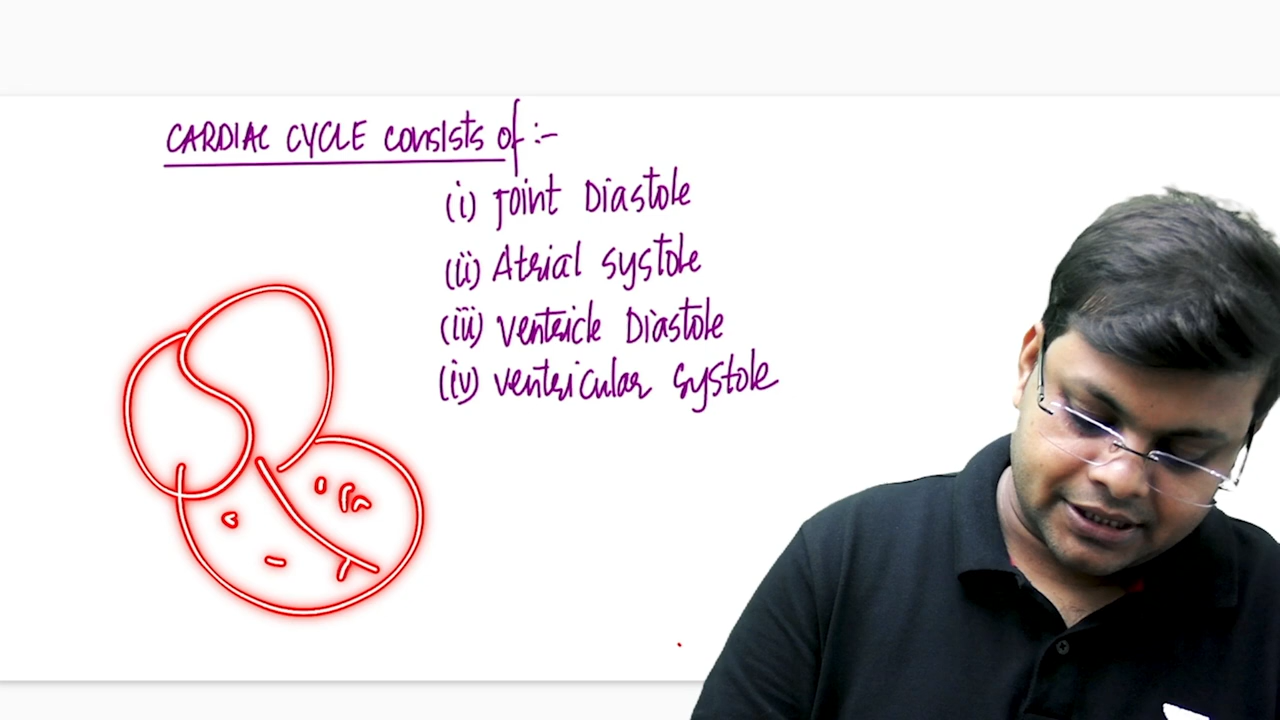 CARDIAC CYCLE consists of :-
(i) Joint Diastole
(ii) Atrial systole
(iii) ventricle Diastole
(iv) ventricular systole